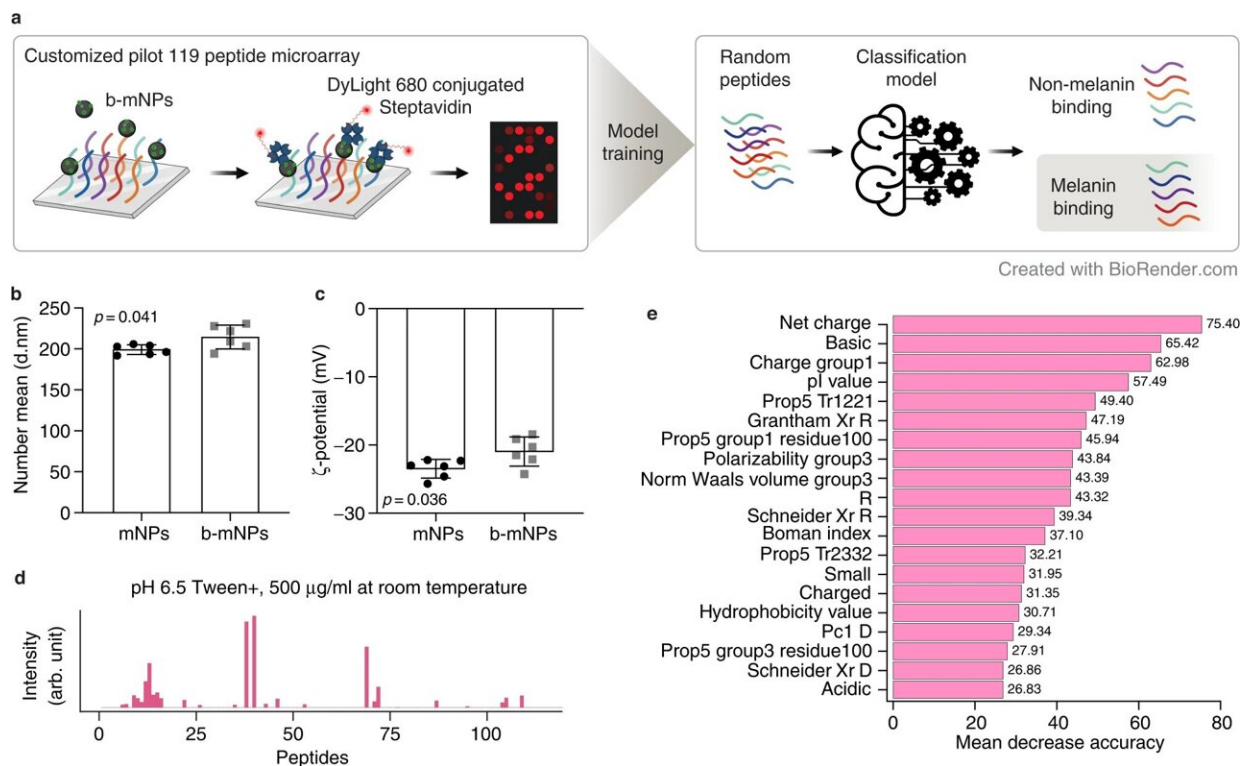 a
Customized pilot 119 peptide microarray
b-mNPs
DyLight 680 conjugated
Steptavidin
Model
training
Random
peptides
Classification
model
Non-melanin
binding
Melanin
binding
Created with BioRender.com
b
Number mean (d.nm)
250
200
150
100
50
0
p = 0.041
mNPs
b-mNPs
c
ζ-potential (mV)
0
−10
−20
−30
p = 0.036
mNPs
b-mNPs
d
pH 6.5 Tween+, 500 μg/ml at room temperature
Intensity
(arb. unit)
0
25
50
75
100
Peptides
e
Net charge 75.40
Basic 65.42
Charge group1 62.98
pI value 57.49
Prop5 Tr1221 49.40
Grantham Xr R 47.19
Prop5 group1 residue100 45.94
Polarizability group3 43.84
Norm Waals volume group3 43.39
R 43.32
Schneider Xr R 39.34
Boman index 37.10
Prop5 Tr2332 32.21
Small 31.95
Charged 31.35
Hydrophobicity value 30.71
Pc1 D 29.34
Prop5 group3 residue100 27.91
Schneider Xr D 26.86
Acidic 26.83
0
20
40
60
80
Mean decrease accuracy